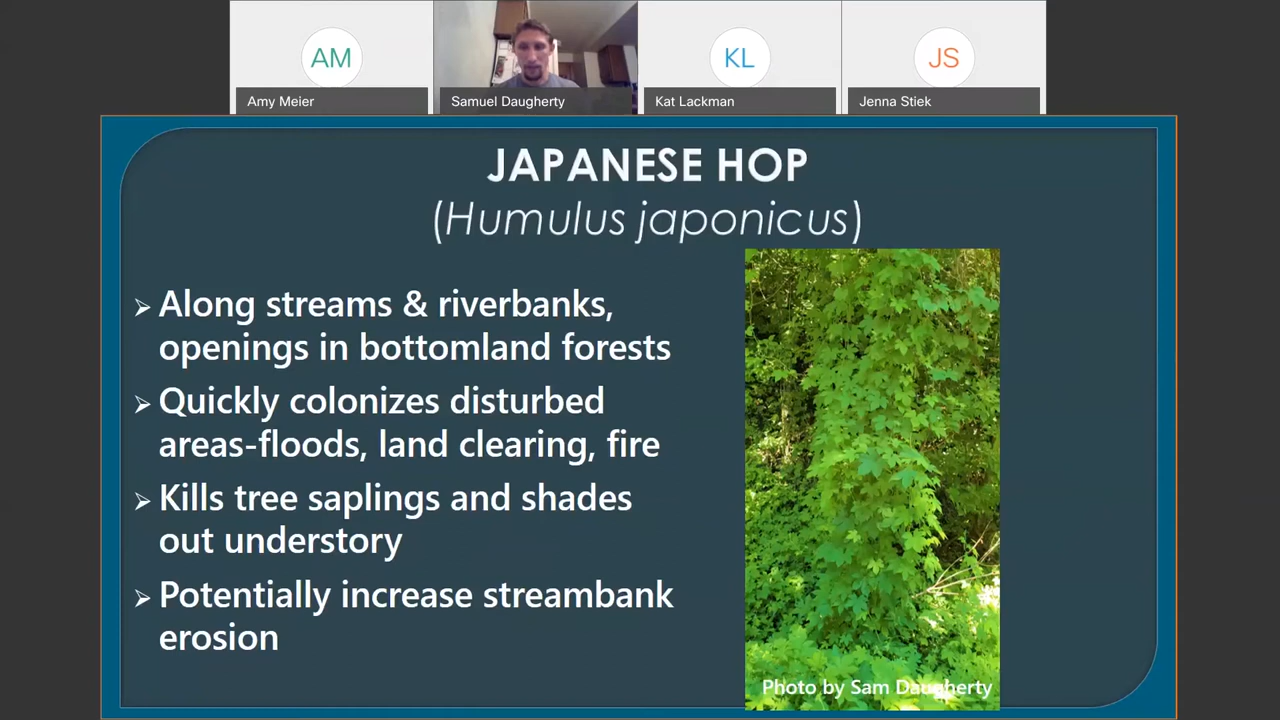 AM
KL
JS
Amy Meier
Samuel Daugherty
Kat Lackman
Jenna Stiek
JAPANESE HOP
(Humulus japonicus)
Along streams & riverbanks,
openings in bottomland forests
Quickly colonizes disturbed
areas-floods, land clearing, fire
Kills tree saplings and shades
out understory
Potentially increase streambank
erosion
Photo by Sam Daugherty